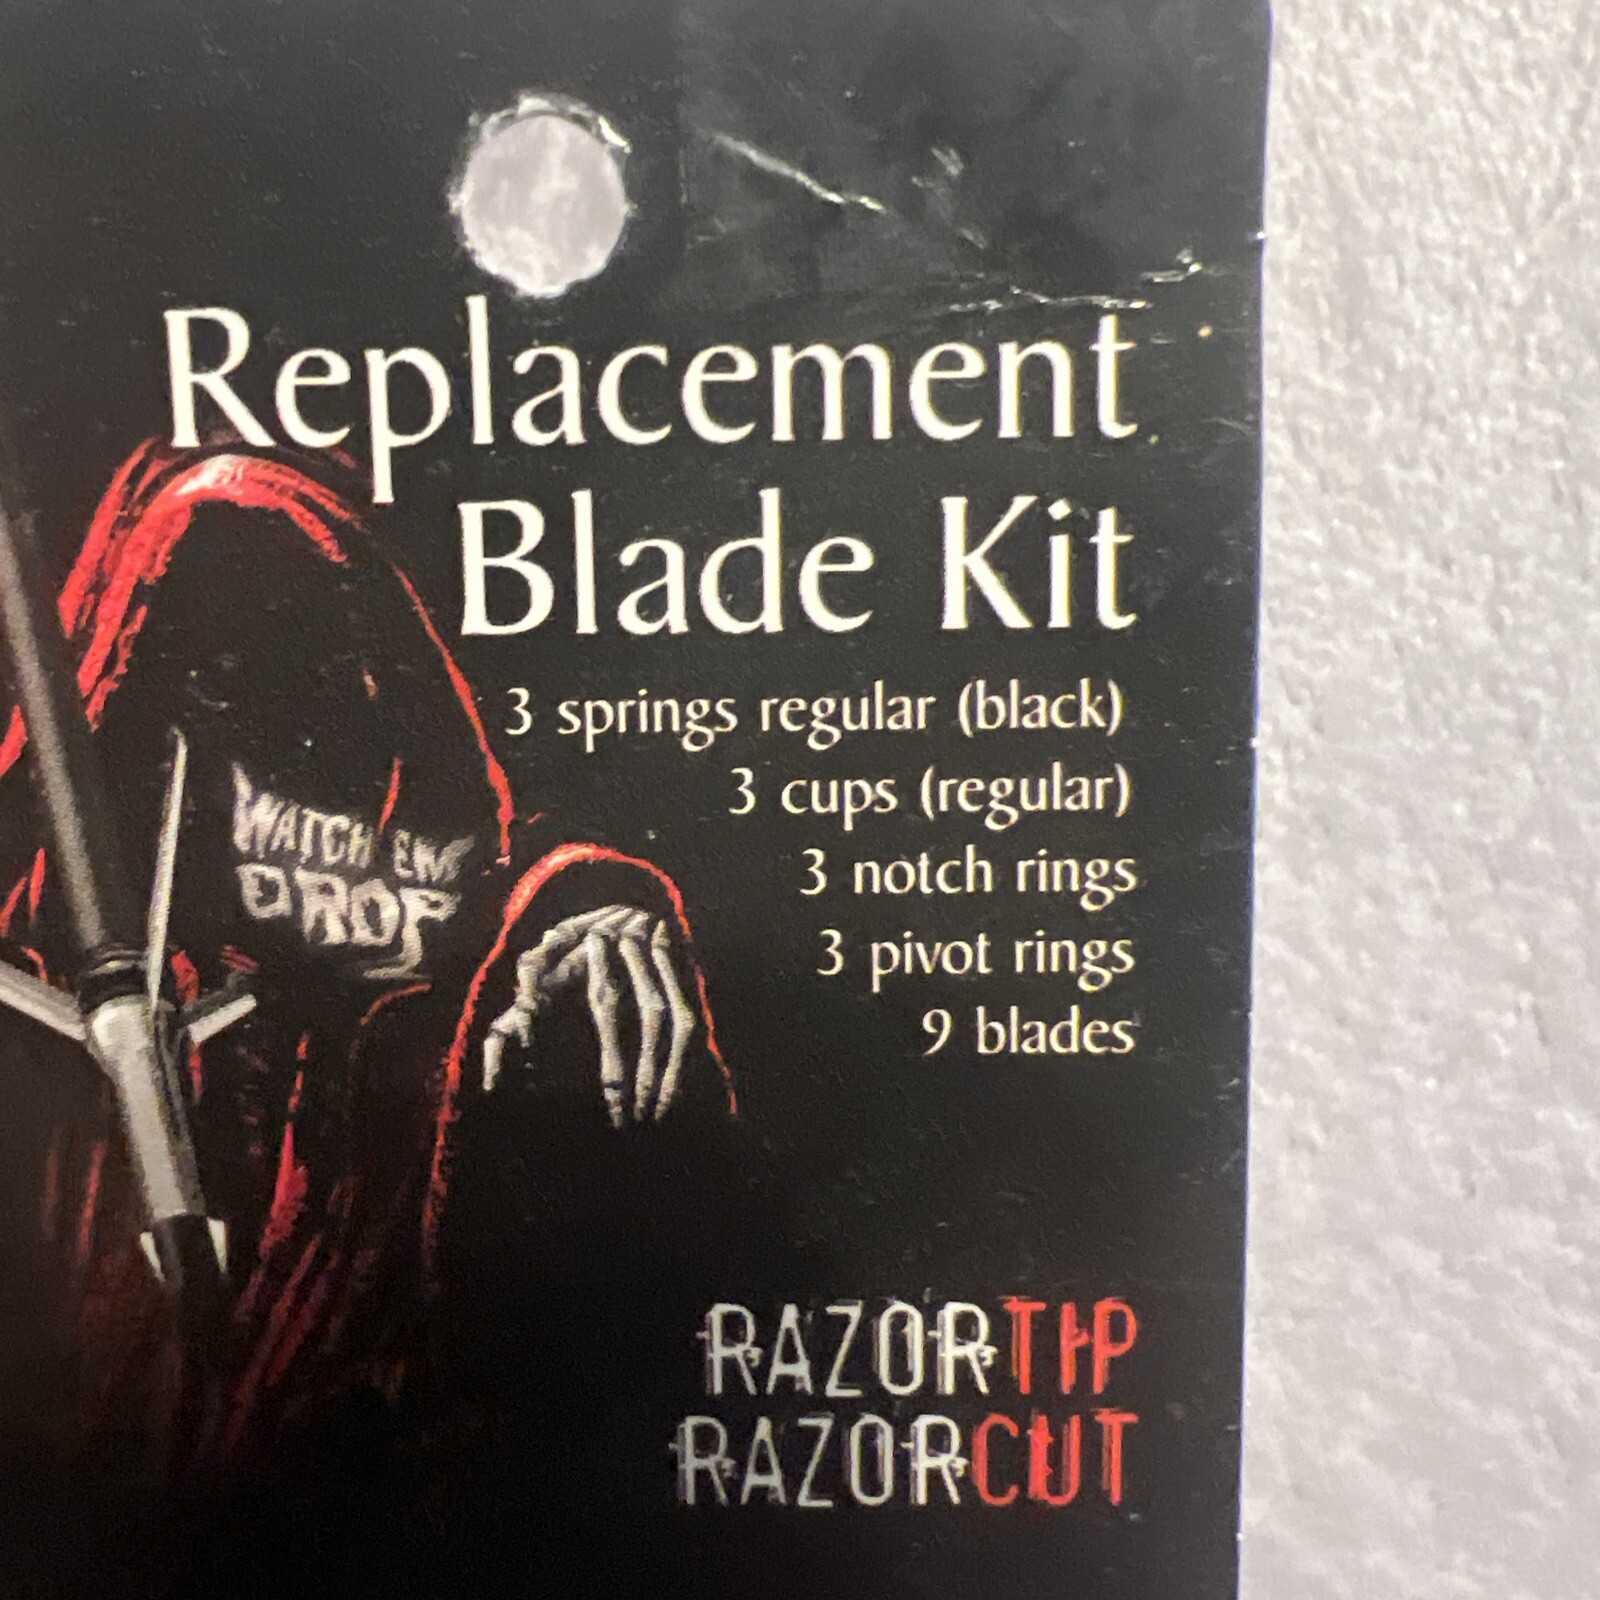 Replacement
Blade Kit
3 springs regular (black)
3 cups (regular)
3 notch rings
3 pivot rings
9 blades
WATCH 'EM
DROP
RAZORTIP
RAZORCUT